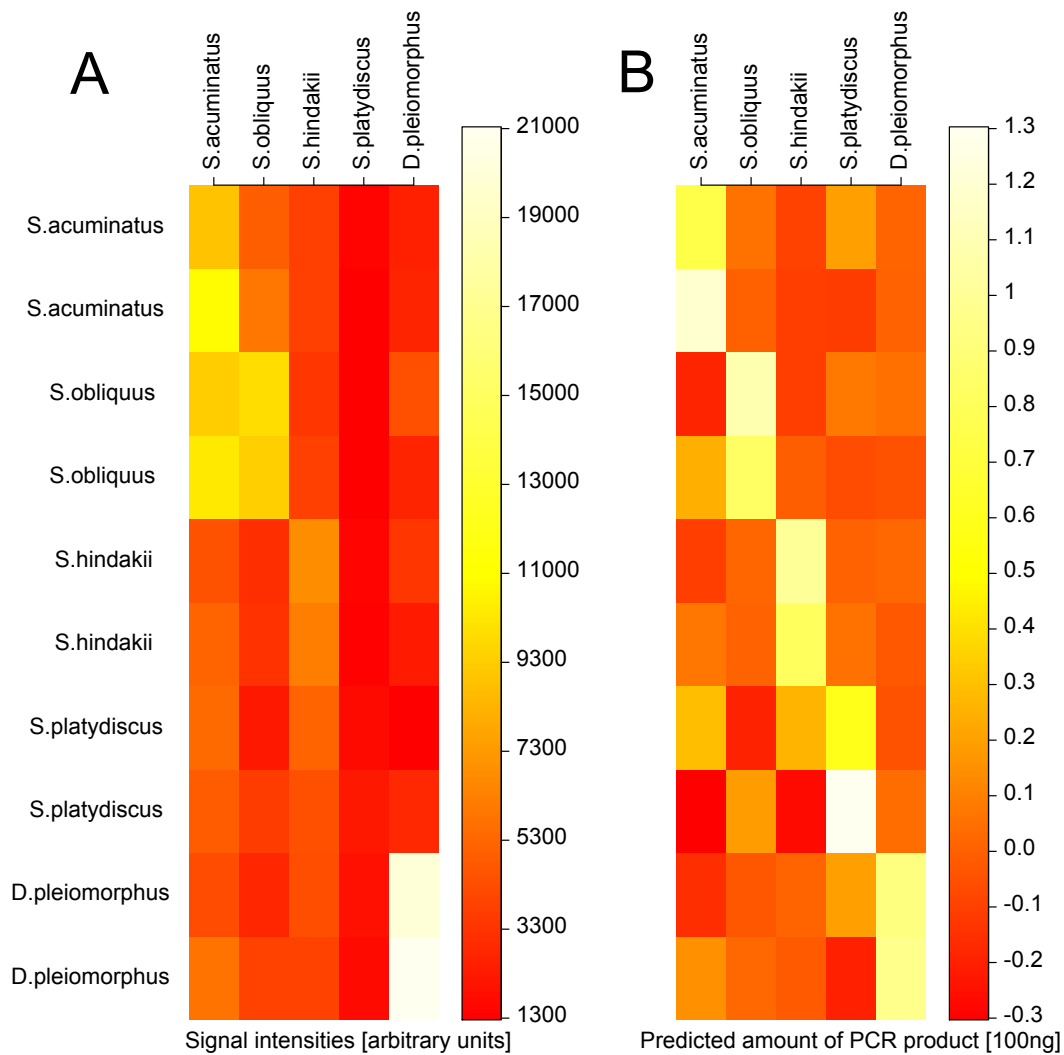 A
S.acuminatus
S.obliquus
S.hindakii
S.platydiscus
D.pleiomorphus
S.acuminatus
S.acuminatus
S.obliquus
S.obliquus
S.hindakii
S.hindakii
S.platydiscus
S.platydiscus
D.pleiomorphus
D.pleiomorphus
21000
19000
17000
15000
13000
11000
9300
7300
5300
3300
1300
Signal intensities [arbitrary units]
B
S.acuminatus
S.obliquus
S.hindakii
S.platydiscus
D.pleiomorphus
1.3
1.2
1.1
1
0.9
0.8
0.7
0.6
0.5
0.4
0.3
0.2
0.1
0.0
-0.1
-0.2
-0.3
Predicted amount of PCR product [100ng]